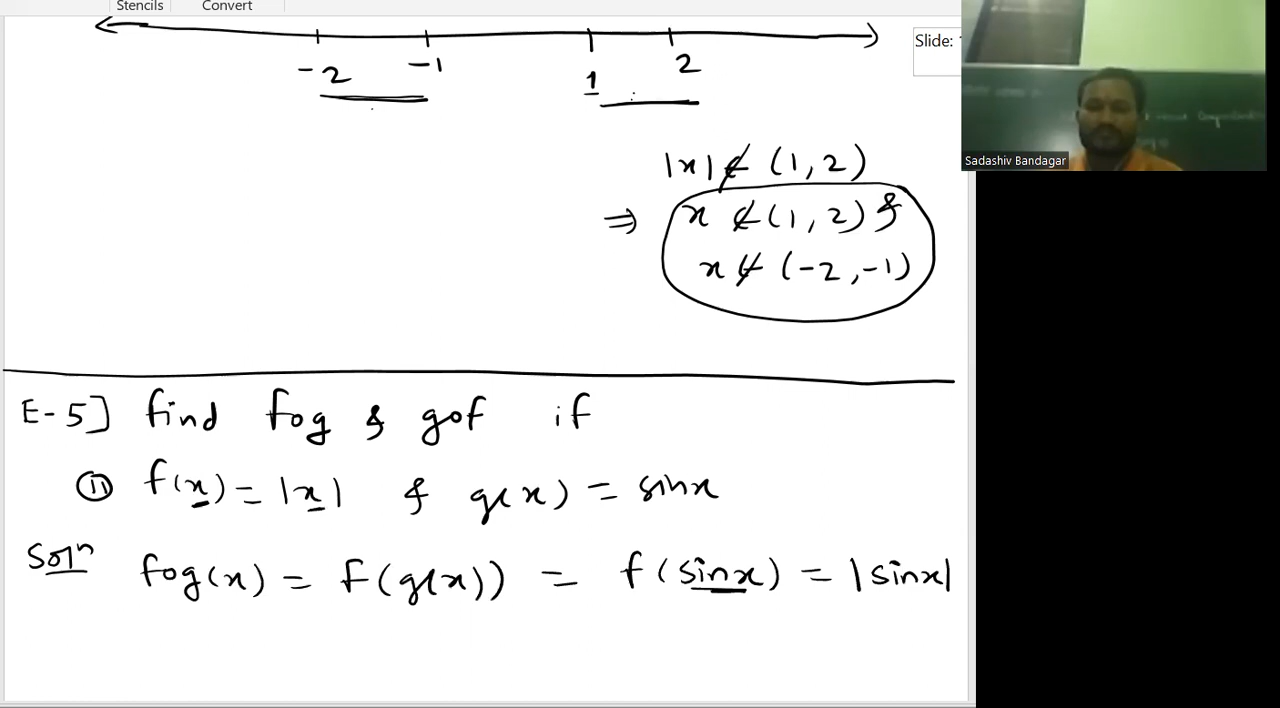 Stencils Convert
Slide:
-2 -1 1 2
|x| ∉ (1, 2)
⇒ x ∉ (1, 2) &
x ∉ (-2, -1)
E-5] find fog & gof if
(ii) f(x) = |x| & g(x) = sinx
Solⁿ fog(x) = f(g(x)) = f(sinx) = |sinx|
Sadashiv Bandagar